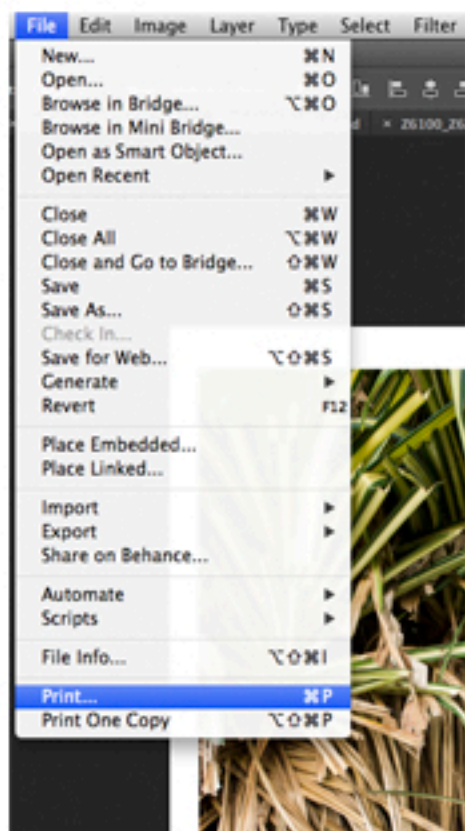 File Edit Image Layer Type Select Filter
New... ⌘N
Open... ⌘O
Browse in Bridge... ⌥⌘O
Browse in Mini Bridge...
Open as Smart Object...
Open Recent ▶
Close ⌘W
Close All ⌥⌘W
Close and Go to Bridge... ⇧⌘W
Save ⌘S
Save As... ⇧⌘S
Check In...
Save for Web... ⌥⇧⌘S
Generate ▶
Revert F12
Place Embedded...
Place Linked...
Import ▶
Export ▶
Share on Behance...
Automate ▶
Scripts ▶
File Info... ⌥⇧⌘I
Print... ⌘P
Print One Copy ⌥⇧⌘P
d × Z6100_Z6